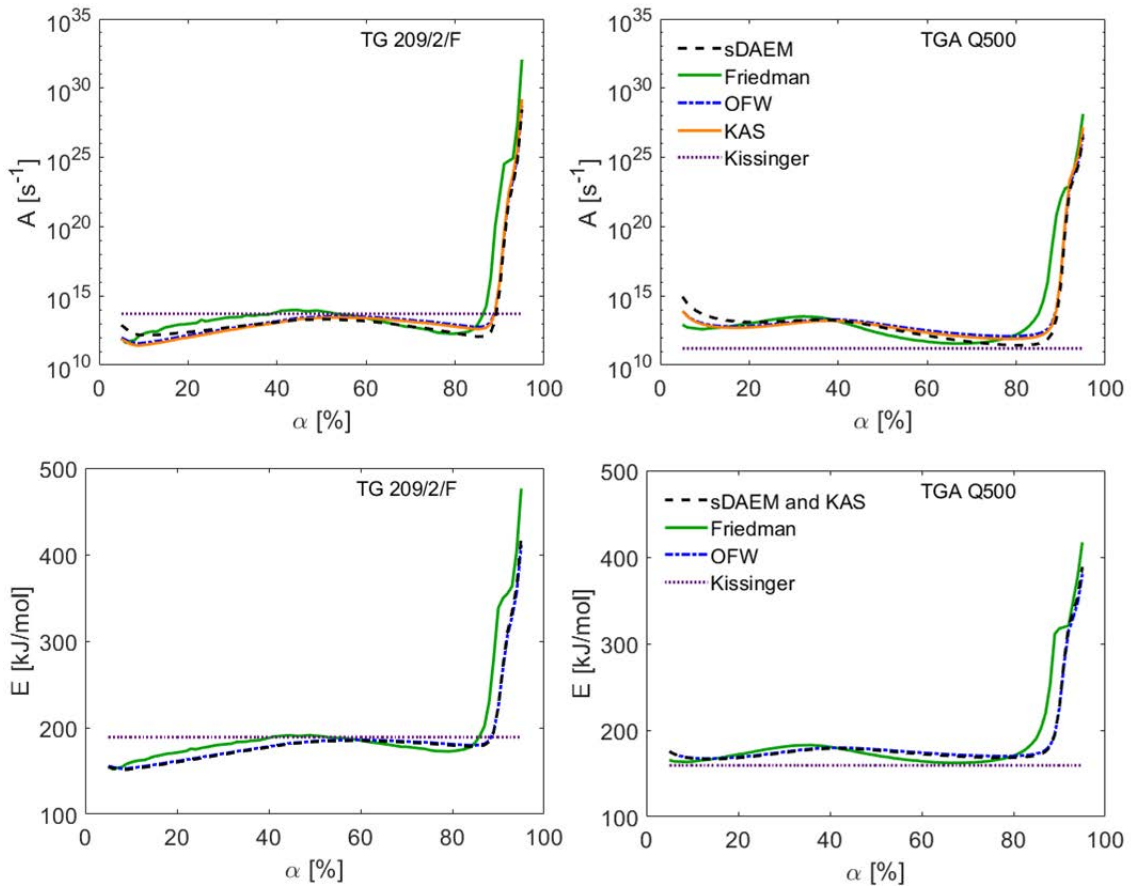 TG 209/2/F
10^35
10^30
10^25
10^20
10^15
10^10
A [s^-1]
0 20 40 60 80 100
α [%]
TGA Q500
sDAEM
Friedman
OFW
KAS
Kissinger
10^35
10^30
10^25
10^20
10^15
10^10
A [s^-1]
0 20 40 60 80 100
α [%]
TG 209/2/F
500
400
300
200
100
E [kJ/mol]
0 20 40 60 80 100
α [%]
TGA Q500
sDAEM and KAS
Friedman
OFW
Kissinger
500
400
300
200
100
E [kJ/mol]
0 20 40 60 80 100
α [%]